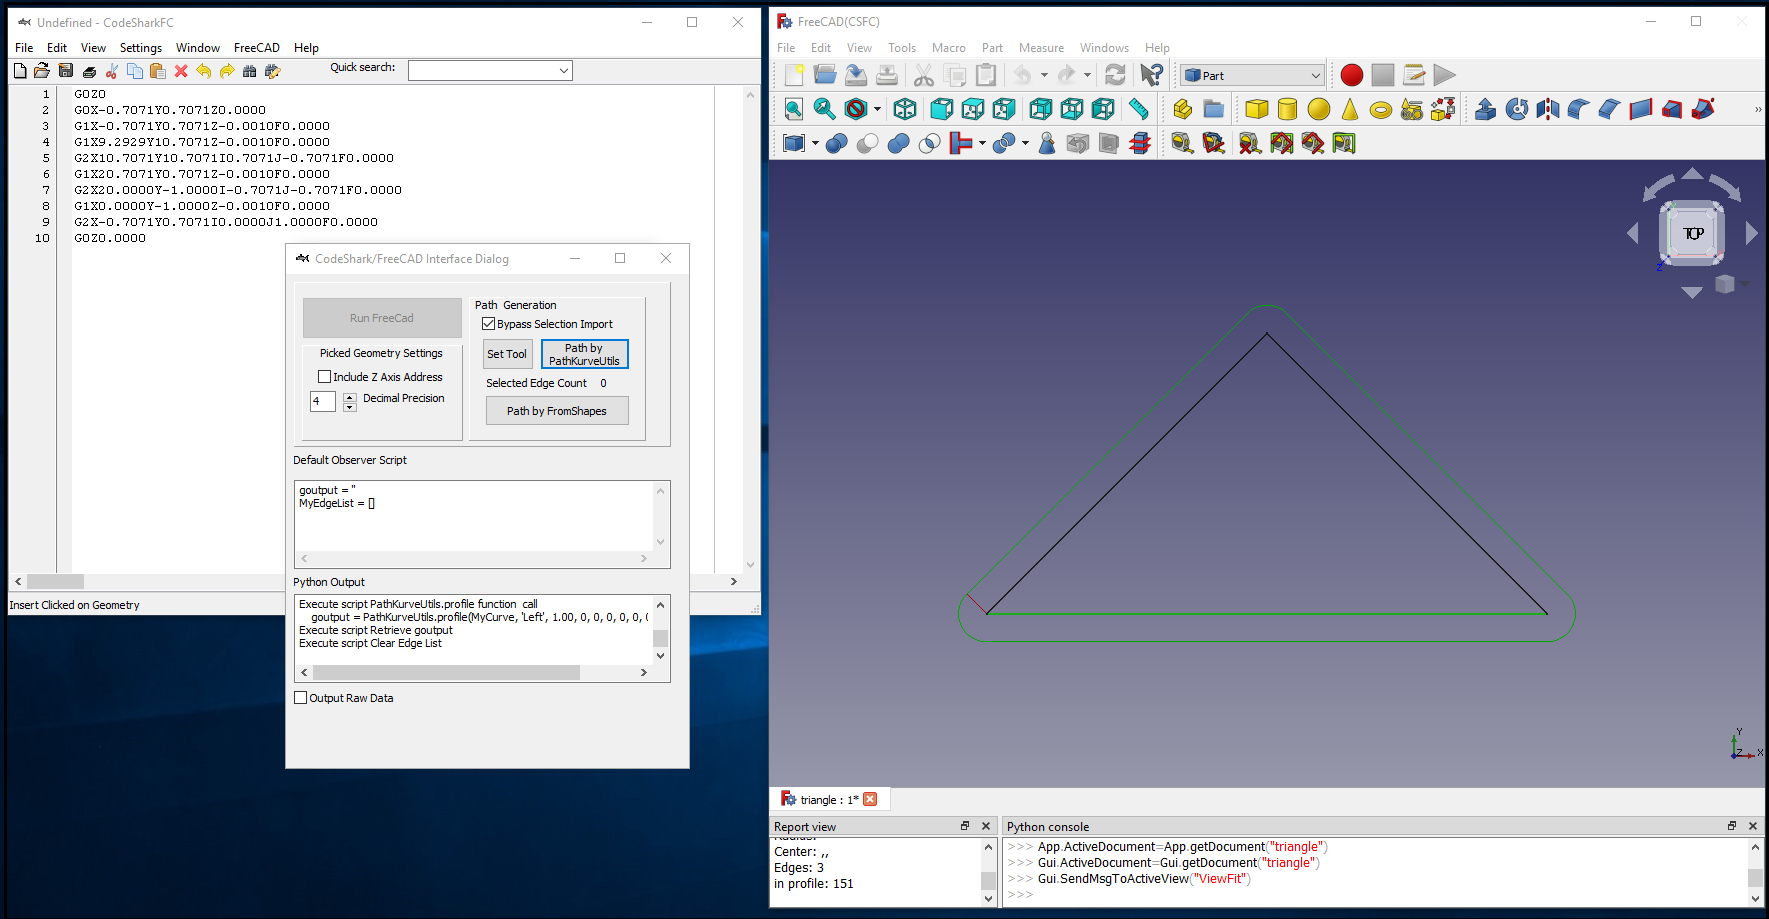 Undefined - CodeSharkFC
File Edit View Settings Window FreeCAD Help
Quick search:
1 G0Z0
2 G0X-0.7071Y0.7071Z0.0000
3 G1X-0.7071Y0.7071Z-0.0010F0.0000
4 G1X9.2929Y10.7071Z-0.0010F0.0000
5 G2X10.7071Y10.7071I0.7071J-0.7071F0.0000
6 G1X20.7071Y0.7071Z-0.0010F0.0000
7 G2X20.0000Y-1.0000I-0.7071J-0.7071F0.0000
8 G1X0.0000Y-1.0000Z-0.0010F0.0000
9 G2X-0.7071Y0.7071I0.0000J1.0000F0.0000
10 G0Z0.0000
Insert Clicked on Geometry
CodeShark/FreeCAD Interface Dialog
Run FreeCad
Picked Geometry Settings
Include Z Axis Address
4 Decimal Precision
Path Generation
Bypass Selection Import
Set Tool
Path by
PathKurveUtils
Selected Edge Count 0
Path by FromShapes
Default Observer Script
goutput = ''
MyEdgeList = []
Python Output
Execute script PathKurveUtils.profile function call
goutput = PathKurveUtils.profile(MyCurve, 'Left', 1.00, 0, 0, 0, 0, 0,
Execute script Retrieve goutput
Execute script Clear Edge List
Output Raw Data
FreeCAD(CSFC)
File Edit View Tools Macro Part Measure Windows Help
Part
»
TOP
Z
Y
Z
X
triangle : 1*
Report view
Center: ,,
Edges: 3
in profile: 151
Python console
>>> App.ActiveDocument=App.getDocument("triangle")
>>> Gui.ActiveDocument=Gui.getDocument("triangle")
>>> Gui.SendMsgToActiveView("ViewFit")
>>>